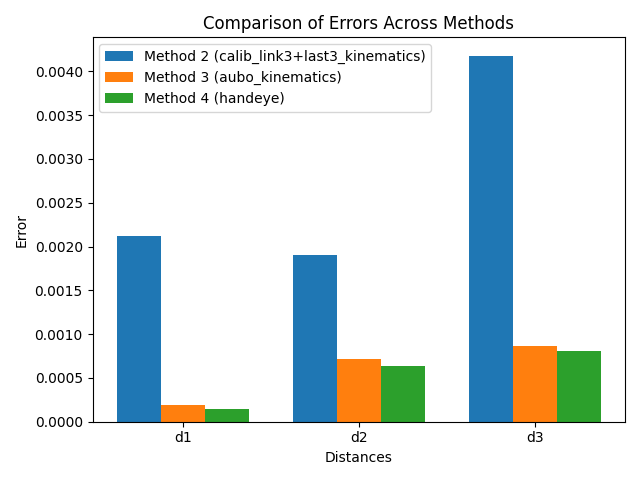 Comparison of Errors Across Methods
Method 2 (calib_link3+last3_kinematics)
Method 3 (aubo_kinematics)
Method 4 (handeye)
Error
0.0040
0.0035
0.0030
0.0025
0.0020
0.0015
0.0010
0.0005
0.0000
d1 d2 d3
Distances